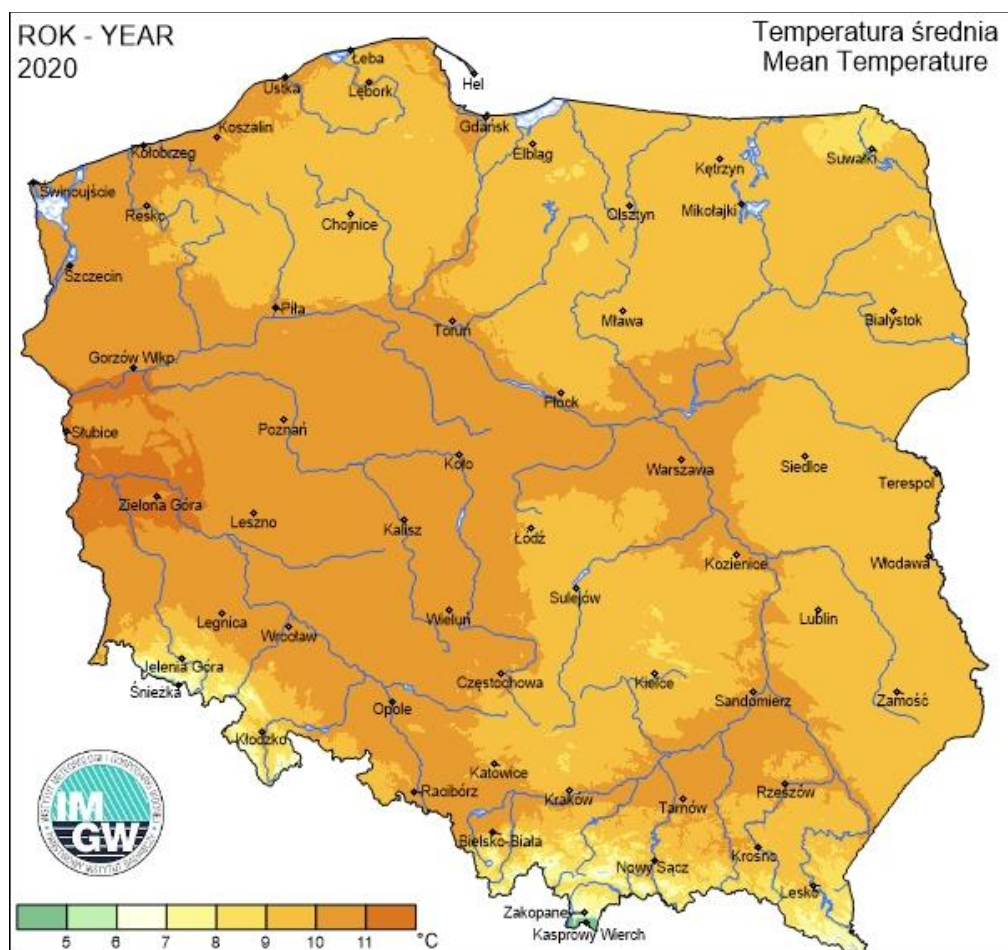 ROK - YEAR
2020
Temperatura średnia
Mean Temperature
Łeba
Hel
Ustka
Lębork
Gdańsk
Koszalin
Kołobrzeg
Elbląg
Kętrzyn
Suwałki
Świnoujście
Resko
Chojnice
Olsztyn
Mikołajki
Szczecin
Piła
Toruń
Mława
Białystok
Gorzów Wlkp.
Płock
Słubice
Poznań
Koło
Warszawa
Siedlce
Terespol
Zielona Góra
Leszno
Kalisz
Łódź
Kozienice
Włodawa
Sulejów
Legnica
Wrocław
Wieluń
Lublin
Jelenia Góra
Śnieżka
Częstochowa
Kielce
Sandomierz
Zamość
Opole
Kłodzko
Katowice
Racibórz
Kraków
Tarnów
Rzeszów
Bielsko-Biała
Nowy Sącz
Krosno
Lesko
Zakopane
Kasprowy Wierch
IM
GW
5 6 7 8 9 10 11 °C